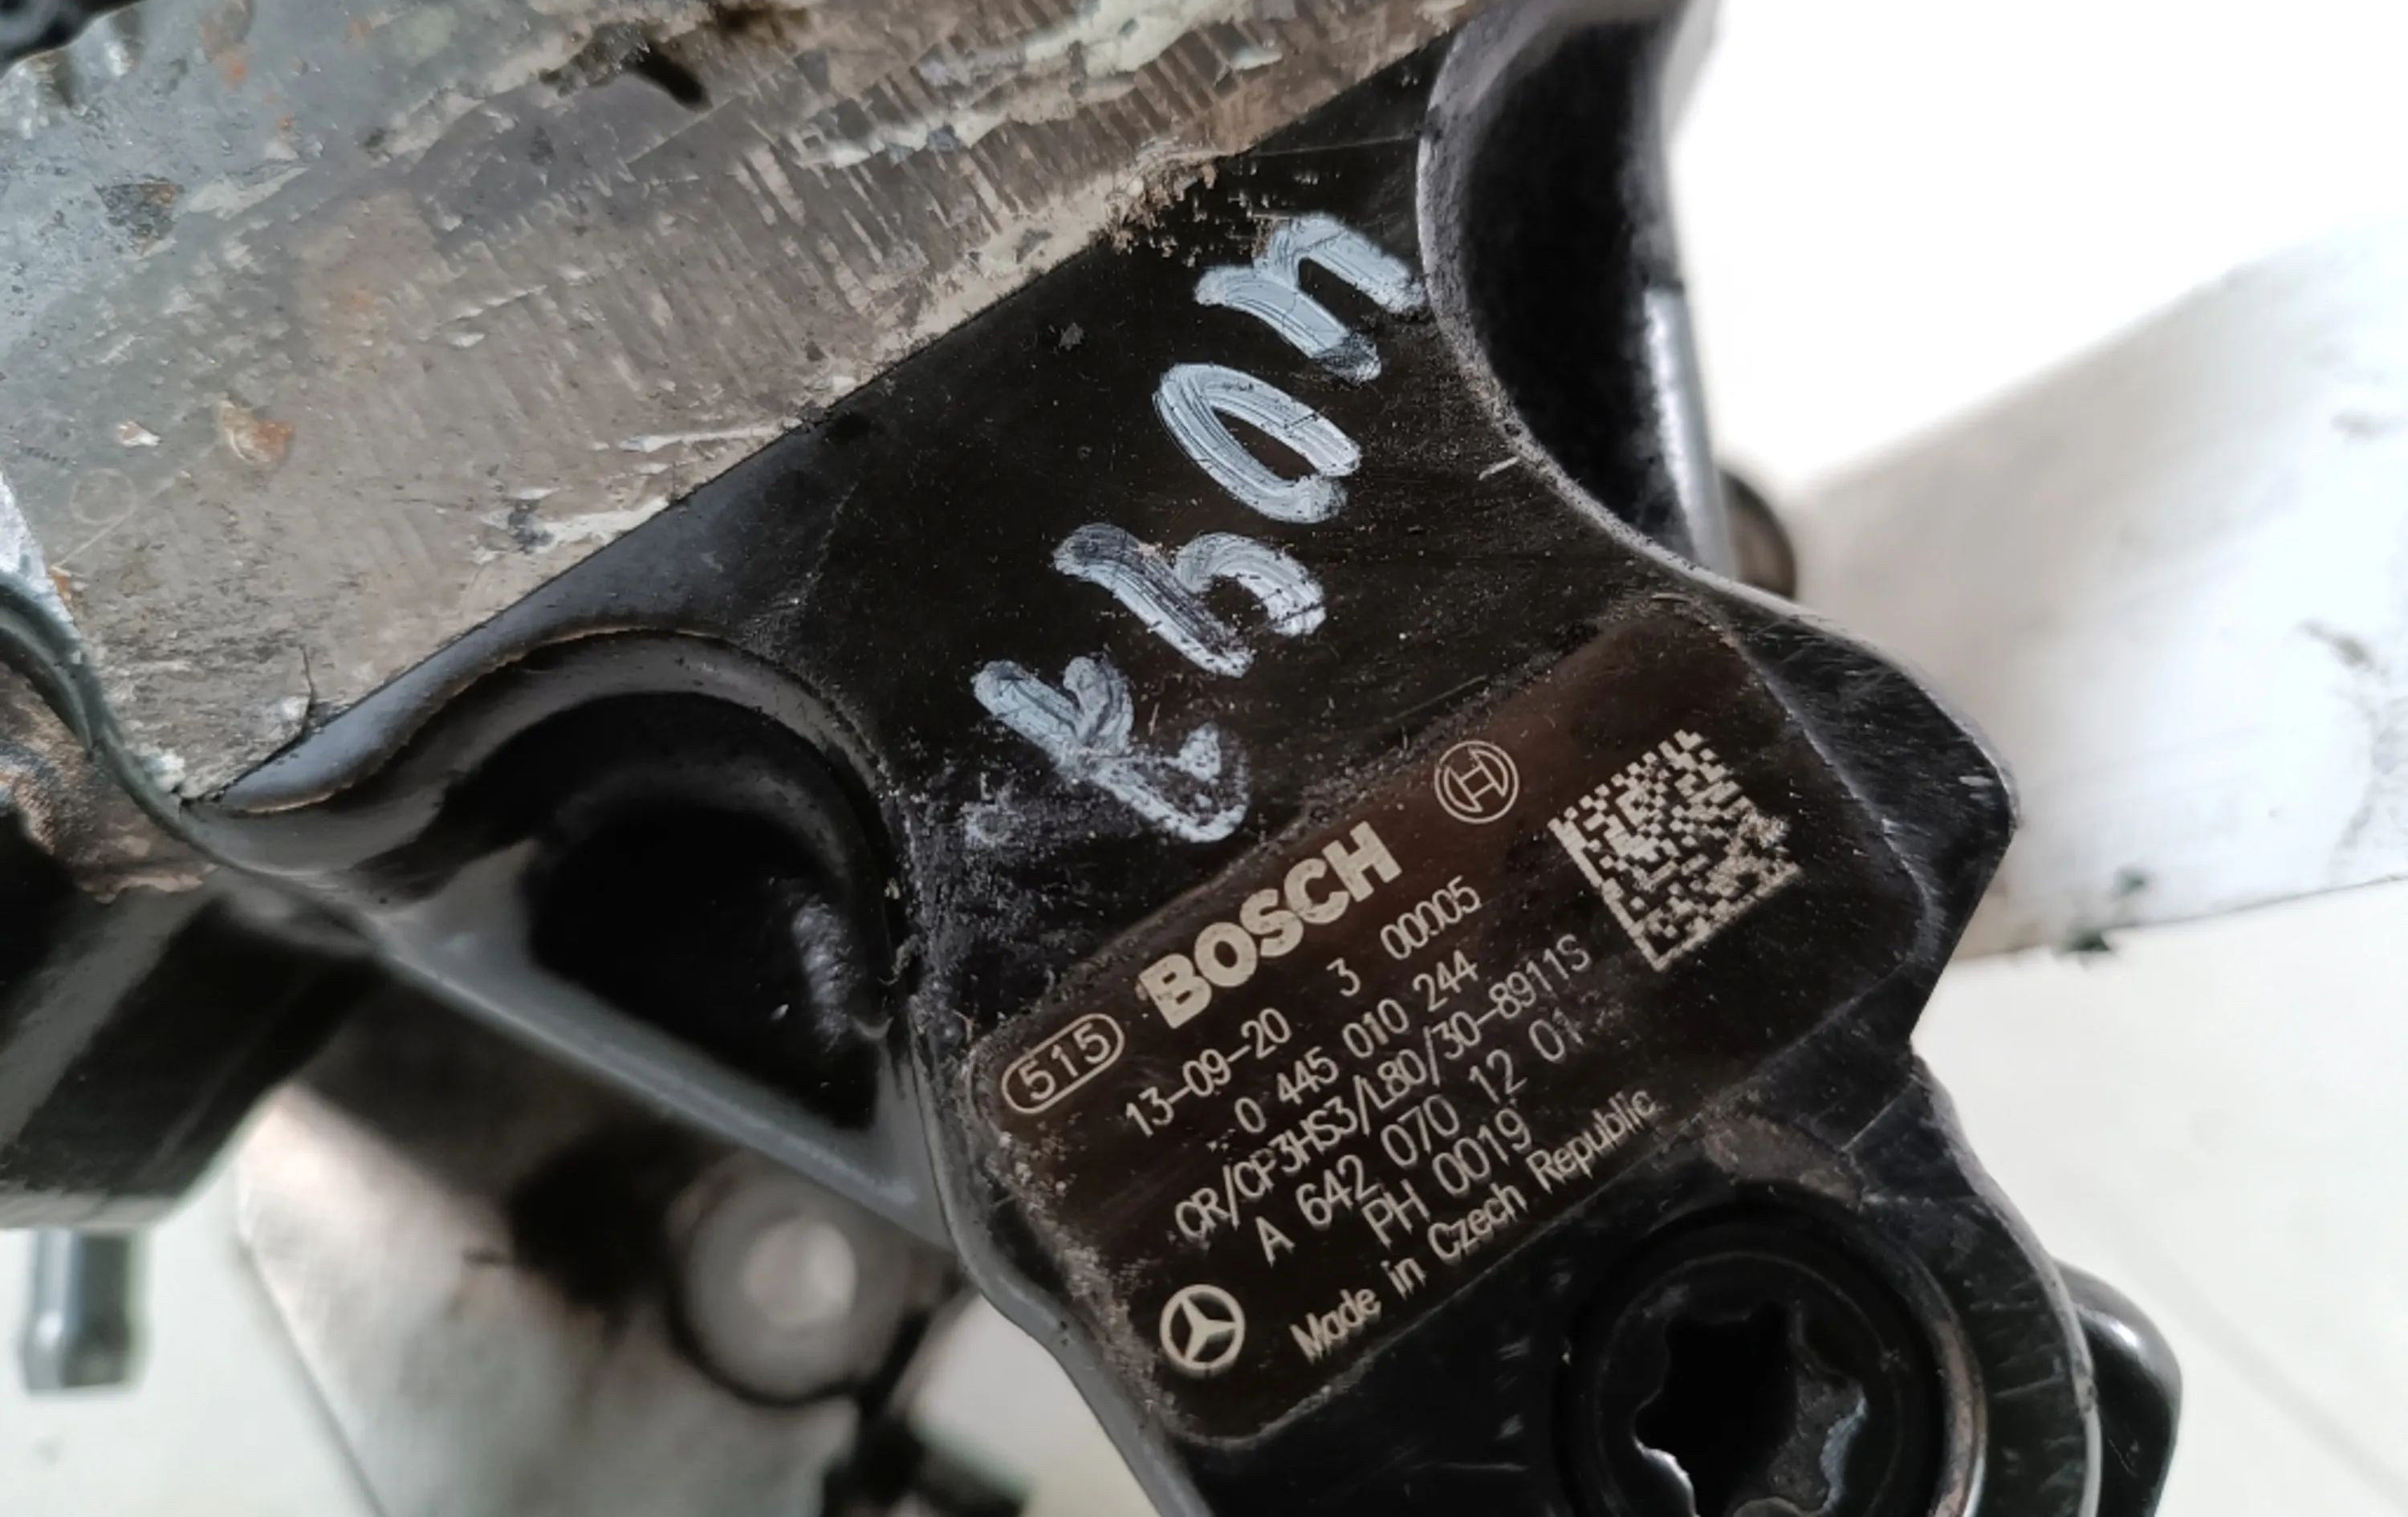 khon
BOSCH
515
13-09-20 3 00005
0 445 010 244
CR/CP3HS3/L80/30-8911S
A 642 070 12 01
PH 0019
Made in Czech Republic